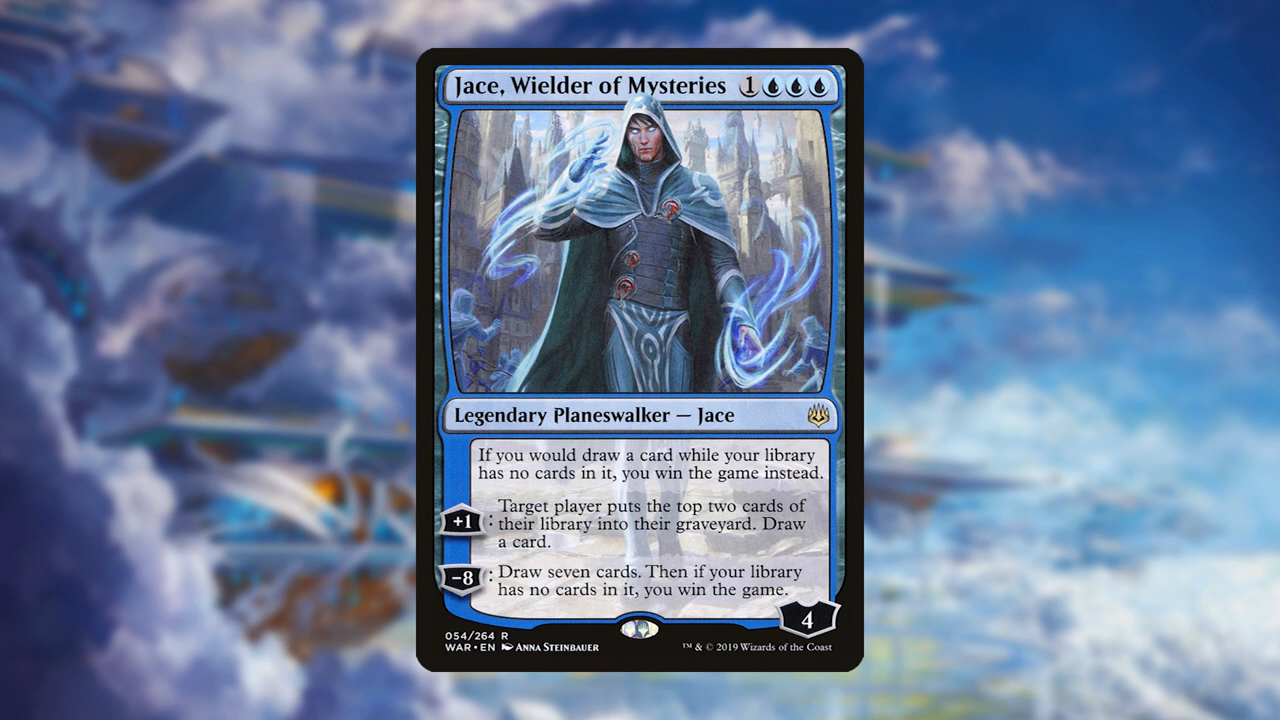 Jace, Wielder of Mysteries 1
Legendary Planeswalker — Jace
If you would draw a card while your library
has no cards in it, you win the game instead.
+1: Target player puts the top two cards of
their library into their graveyard. Draw
a card.
−8: Draw seven cards. Then if your library
has no cards in it, you win the game.
4
054/264 R
WAR • EN Anna Steinbauer
™ & © 2019 Wizards of the Coast